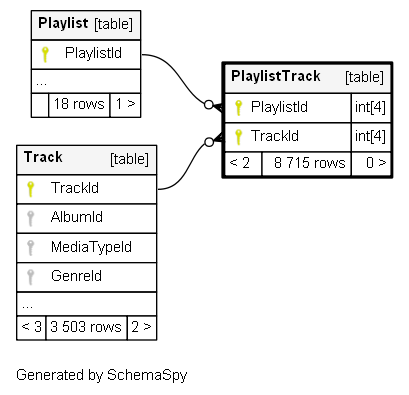 Playlist [table]
PlaylistId
...
18 rows 1 >
PlaylistTrack [table]
PlaylistId int[4]
TrackId int[4]
< 2 8 715 rows 0 >
Track [table]
TrackId
AlbumId
MediaTypeId
GenreId
...
< 3 3 503 rows 2 >
Generated by SchemaSpy